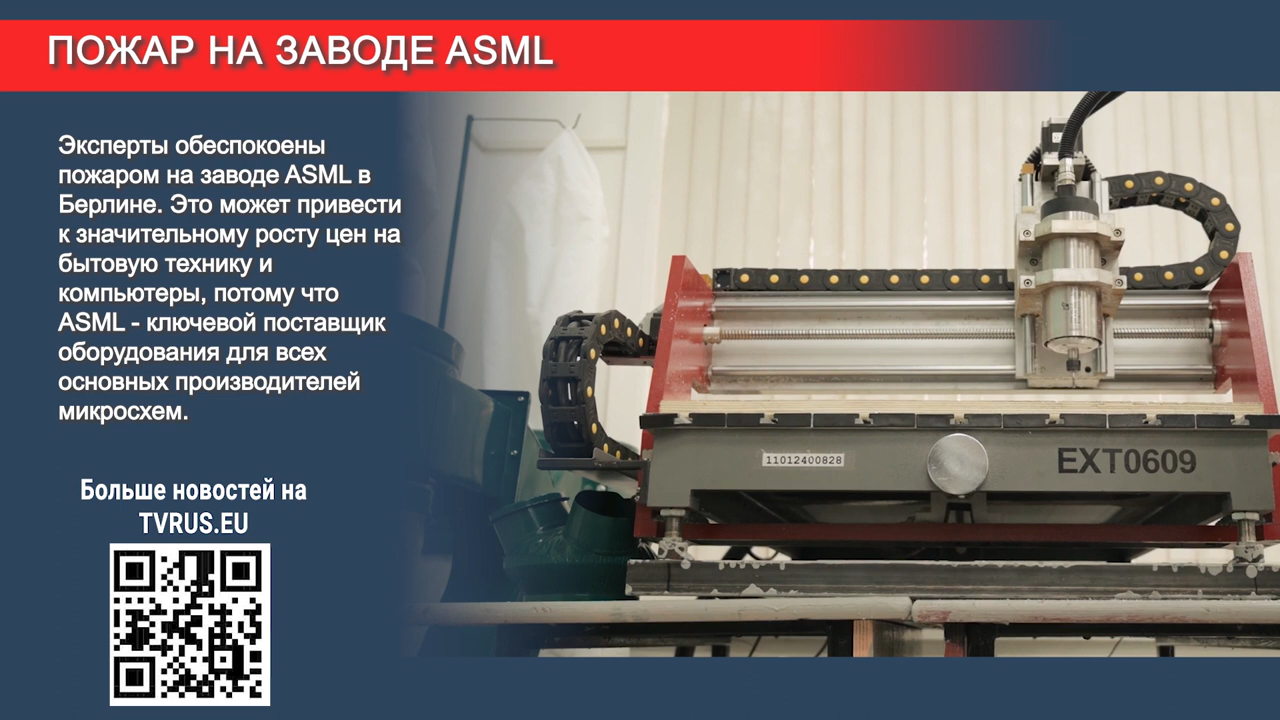 ПОЖАР НА ЗАВОДЕ ASML
Эксперты обеспокоены
пожаром на заводе ASML в
Берлине. Это может привести
к значительному росту цен на
бытовую технику и
компьютеры, потому что
ASML - ключевой поставщик
оборудования для всех
основных производителей
микросхем.
Больше новостей на
TVRUS.EU
11012400828
EXT0609